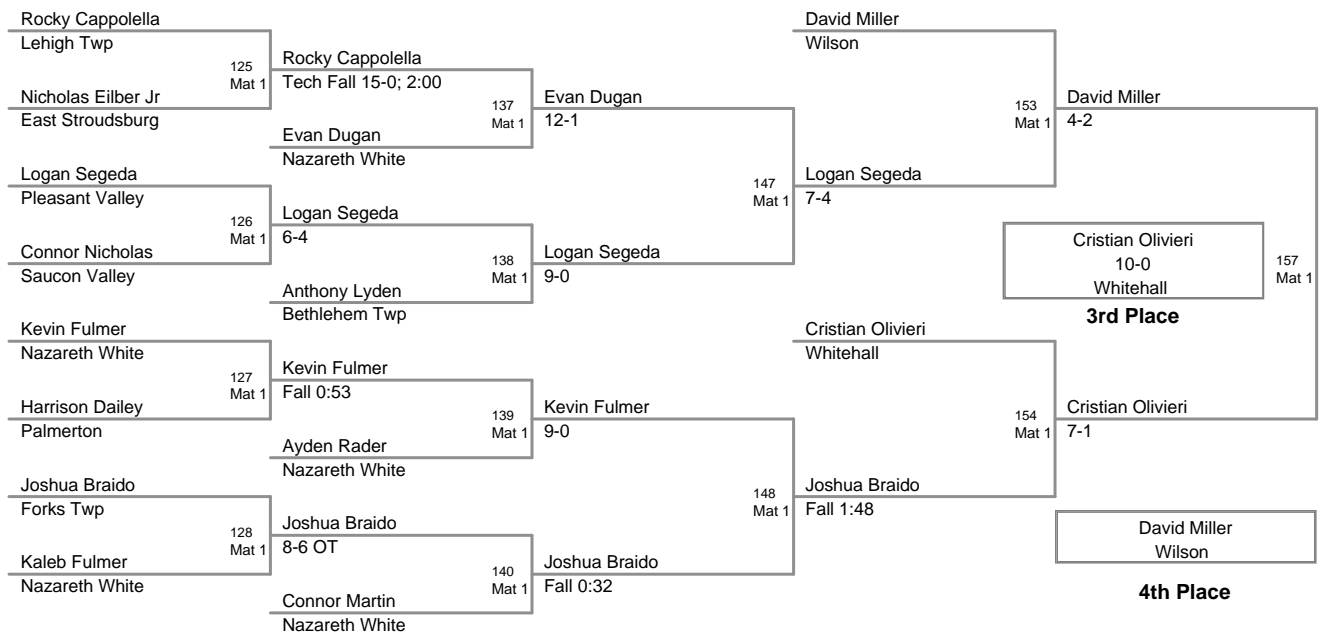 Rocky Cappolella
Lehigh Twp
125
Mat 1
Nicholas Eilber Jr
East Stroudsburg
Logan Segeda
Pleasant Valley
126
Mat 1
Connor Nicholas
Saucon Valley
Kevin Fulmer
Nazareth White
127
Mat 1
Harrison Dailey
Palmerton
Joshua Braido
Forks Twp
128
Mat 1
Kaleb Fulmer
Nazareth White
Rocky Cappolella
Tech Fall 15-0; 2:00
137
Mat 1
Evan Dugan
Nazareth White
Logan Segeda
6-4
138
Mat 1
Anthony Lyden
Bethlehem Twp
Kevin Fulmer
Fall 0:53
139
Mat 1
Ayden Rader
Nazareth White
Joshua Braido
8-6 OT
140
Mat 1
Connor Martin
Nazareth White
Evan Dugan
12-1
147
Mat 1
Logan Segeda
9-0
Kevin Fulmer
9-0
148
Mat 1
Joshua Braido
Fall 0:32
David Miller
Wilson
153
Mat 1
Logan Segeda
7-4
Cristian Olivieri
Whitehall
154
Mat 1
Joshua Braido
Fall 1:48
David Miller
4-2
157
Mat 1
Cristian Olivieri
7-1
Cristian Olivieri
10-0
Whitehall
3rd Place
David Miller
Wilson
4th Place